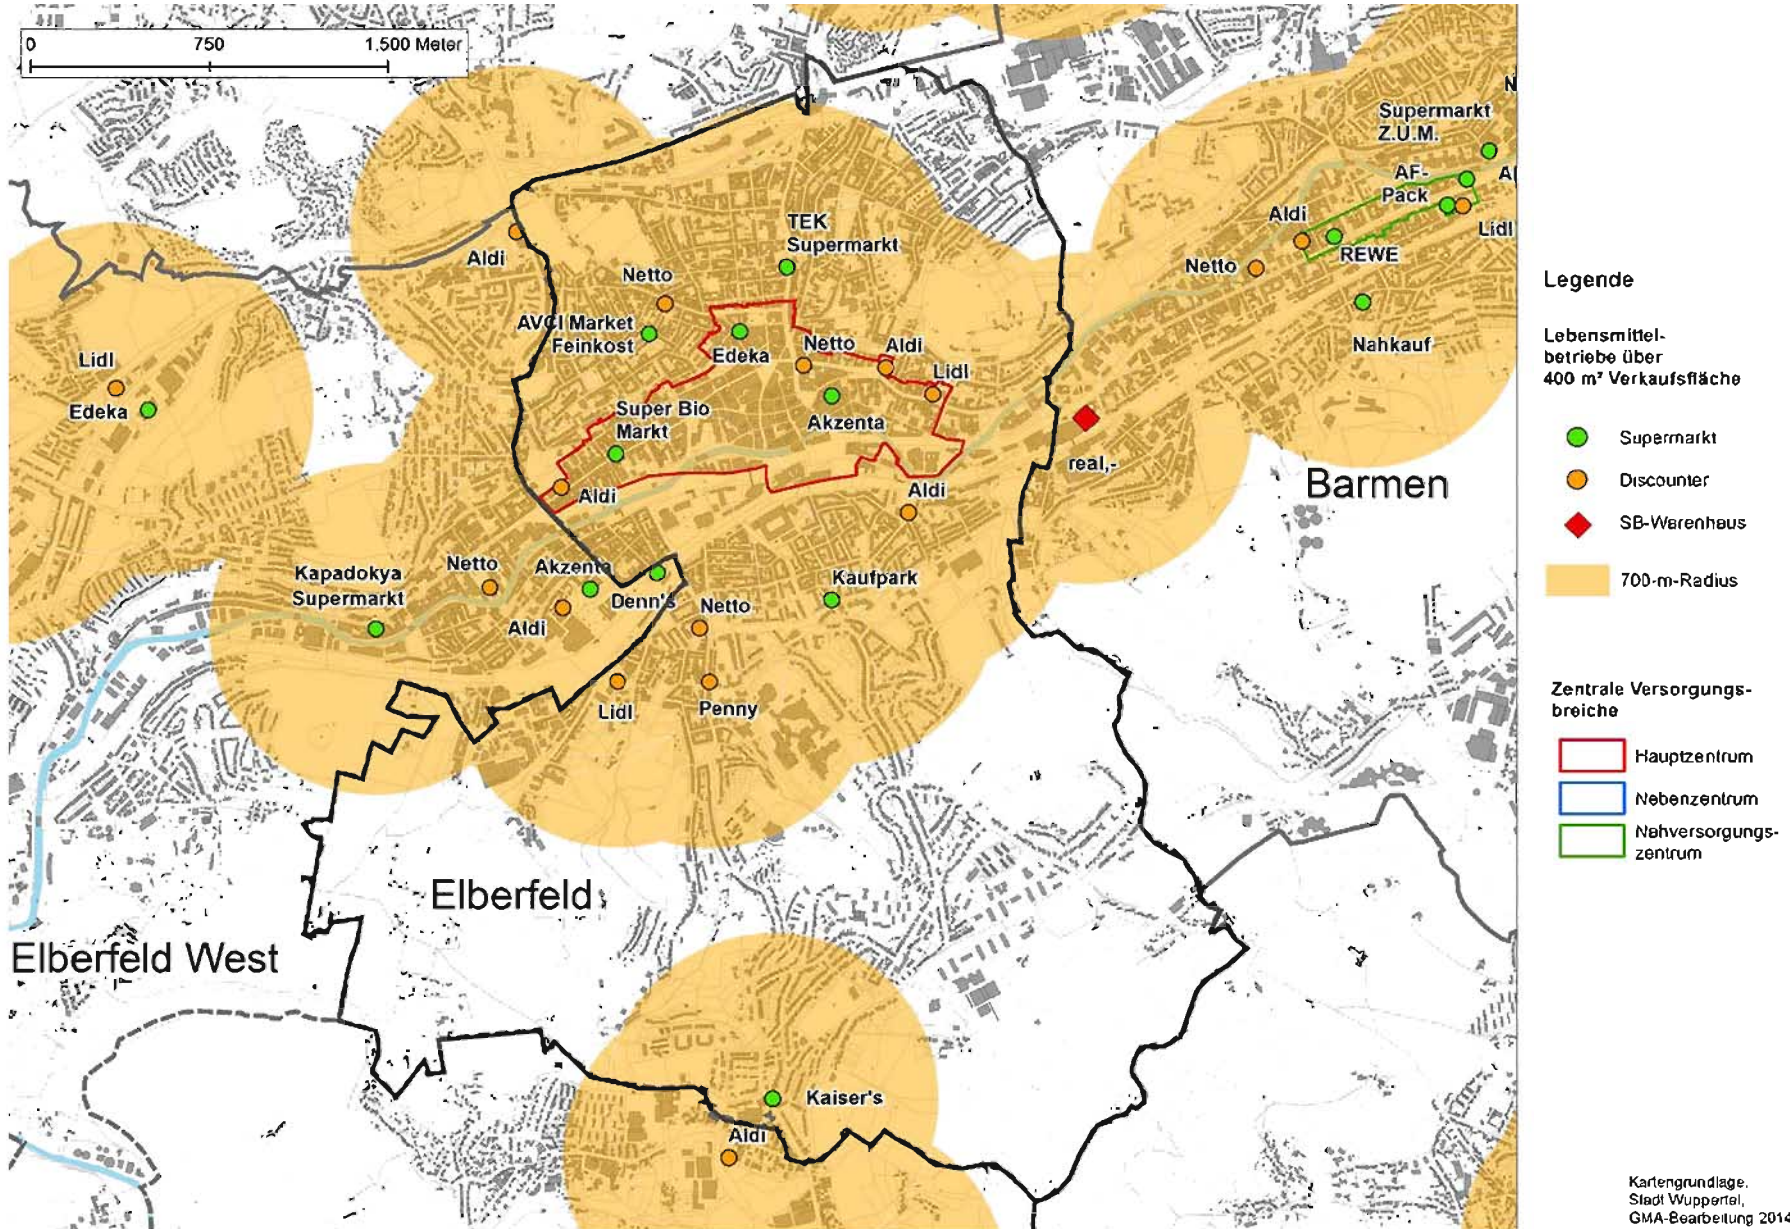 0 750 1.500 Meter
N
Supermarkt
Z.U.M.
AF-
Pack
Al
Aldi
Lidl
REWE
Netto
Nahkauf
TEK
Supermarkt
Aldi
Netto
AVCI Market
Feinkost
Edeka
Netto
Aldi
Lidl
Akzenta
Super Bio
Markt
Aldi
Lidl
Edeka
real,-
Barmen
Aldi
Netto
Akzenta
Kapadokya
Supermarkt
Denn's
Aldi
Kaufpark
Netto
Lidl
Penny
Elberfeld
Elberfeld West
Kaiser's
Aldi
Legende
Lebensmittel-
betriebe über
400 m² Verkaufsfläche
Supermarkt
Discounter
SB-Warenhaus
700-m-Radius
Zentrale Versorgungs-
breiche
Hauptzentrum
Nebenzentrum
Nahversorgungs-
zentrum
Kartengrundlage.
Stadt Wuppertal,
GMA-Bearbeitung 2014